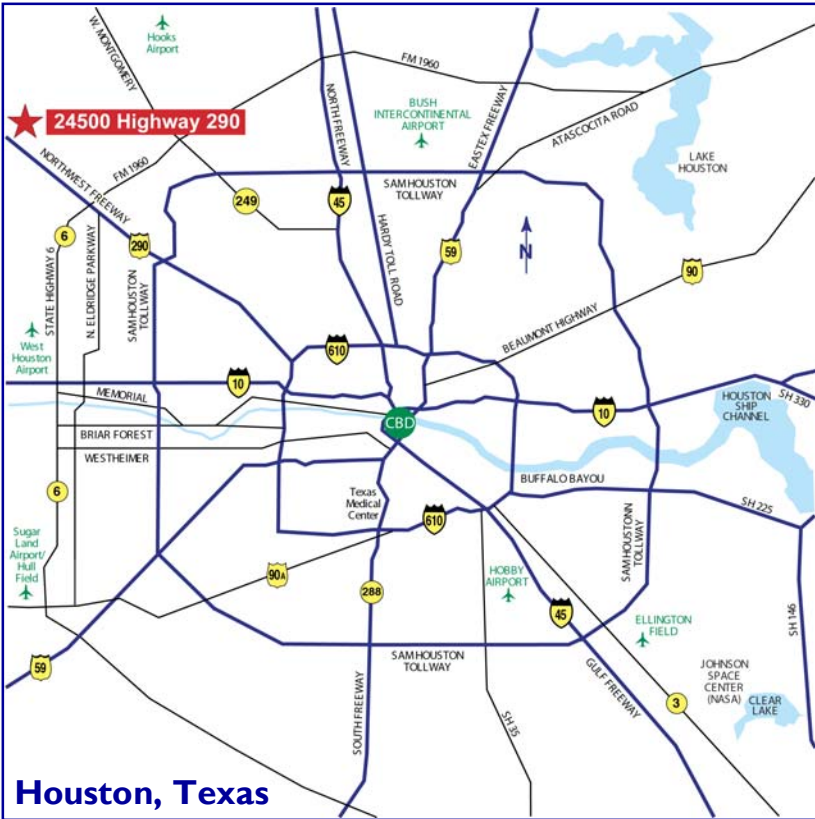 Hooks
Airport
W. MONTGOMERY
FM 1960
24500 Highway 290
BUSH
INTERCONTINENTAL
AIRPORT
NORTH FREEWAY
EASTEX FREEWAY
ATASCOCITA ROAD
LAKE
HOUSTON
NORTHWEST FREEWAY
FM 1960
SAM HOUSTON
TOLLWAY
249
45
6
290
HARDY TOLL ROAD
59
N
90
STATE HIGHWAY 6
N. ELDRIDGE PARKWAY
SAM HOUSTON
TOLLWAY
West
Houston
Airport
610
BEAUMONT HIGHWAY
10
MEMORIAL
CBD
10
HOUSTON
SHIP
CHANNEL
SH 330
BRIAR FOREST
WESTHEIMER
BUFFALO BAYOU
6
Texas
Medical
Center
610
SH 225
Sugar
Land
Airport/
Hull
Field
90A
288
HOBBY
AIRPORT
SAM HOUSTONN
TOLLWAY
45
ELLINGTON
FIELD
SH 146
59
SAM HOUSTON
TOLLWAY
JOHNSON
SPACE
CENTER
(NASA)
CLEAR
LAKE
3
SOUTH FREEWAY
SH 35
GULF FREEWAY
Houston, Texas